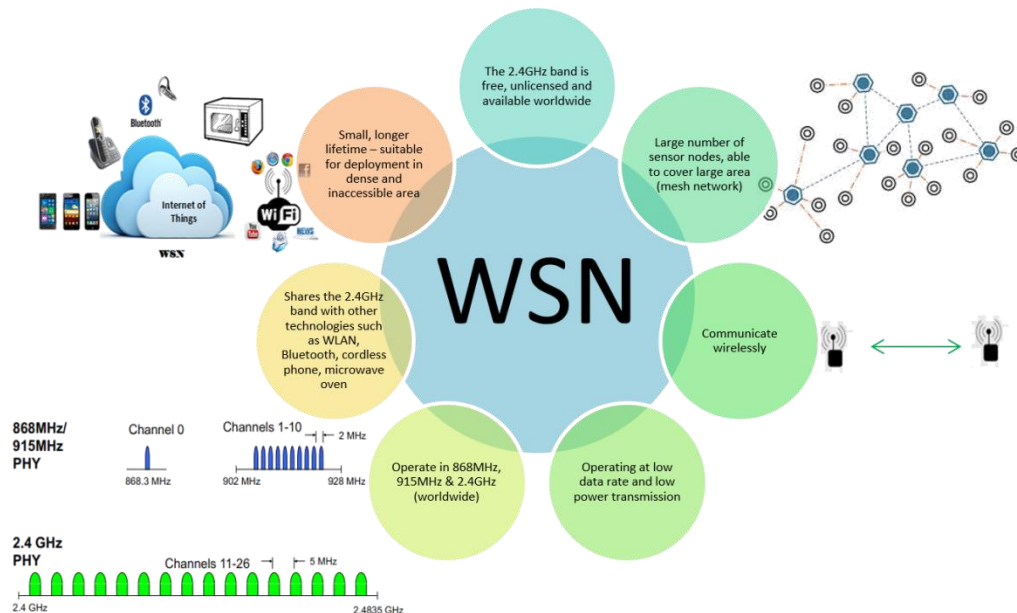 The 2.4GHz band is
free, unlicensed and
available worldwide
Small, longer
lifetime – suitable
for deployment in
dense and
inaccessible area
Large number of
sensor nodes, able
to cover large area
(mesh network)
Bluetooth
Internet of
Things
WSN
WiFi
You
Tube
NEWS
WSN
Shares the 2.4GHz
band with other
technologies such
as WLAN,
Bluetooth, cordless
phone, microwave
oven
Communicate
wirelessly
Operate in 868MHz,
915MHz & 2.4GHz
(worldwide)
Operating at low
data rate and low
power transmission
868MHz/
915MHz
PHY
Channel 0
868.3 MHz
Channels 1-10
2 MHz
902 MHz
928 MHz
2.4 GHz
PHY
Channels 11-26
5 MHz
2.4 GHz
2.4835 GHz